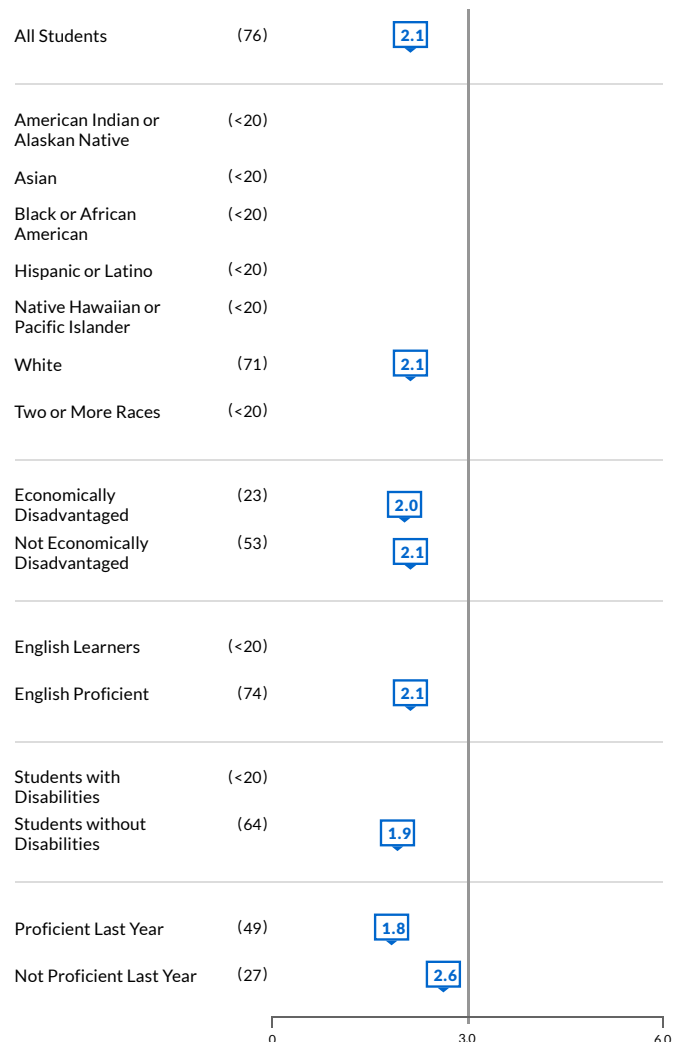 All Students (76) 2.1
American Indian or (<20)
Alaskan Native
Asian (<20)
Black or African (<20)
American
Hispanic or Latino (<20)
Native Hawaiian or (<20)
Pacific Islander
White (71) 2.1
Two or More Races (<20)
Economically (23) 2.0
Disadvantaged
Not Economically (53) 2.1
Disadvantaged
English Learners (<20)
English Proficient (74) 2.1
Students with (<20)
Disabilities
Students without (64) 1.9
Disabilities
Proficient Last Year (49) 1.8
Not Proficient Last Year (27) 2.6
0 3.0 6.0